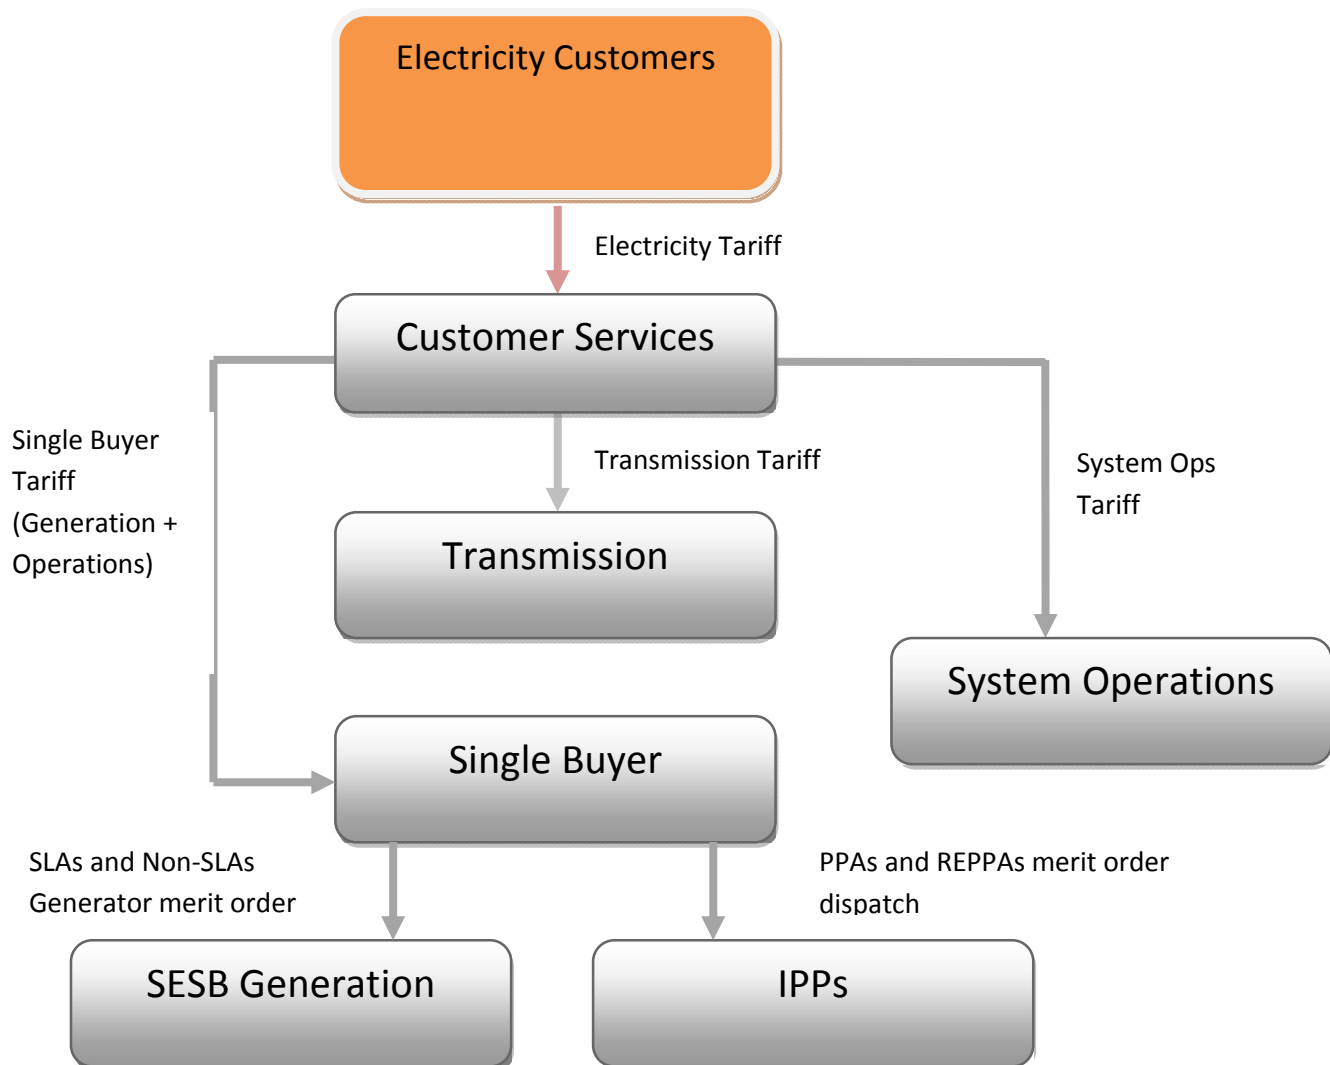 Electricity Customers
Electricity Tariff
Customer Services
Single Buyer
Tariff
(Generation +
Operations)
Transmission Tariff
System Ops
Tariff
Transmission
System Operations
Single Buyer
SLAs and Non-SLAs
Generator merit order
PPAs and REPPAs merit order
dispatch
SESB Generation
IPPs